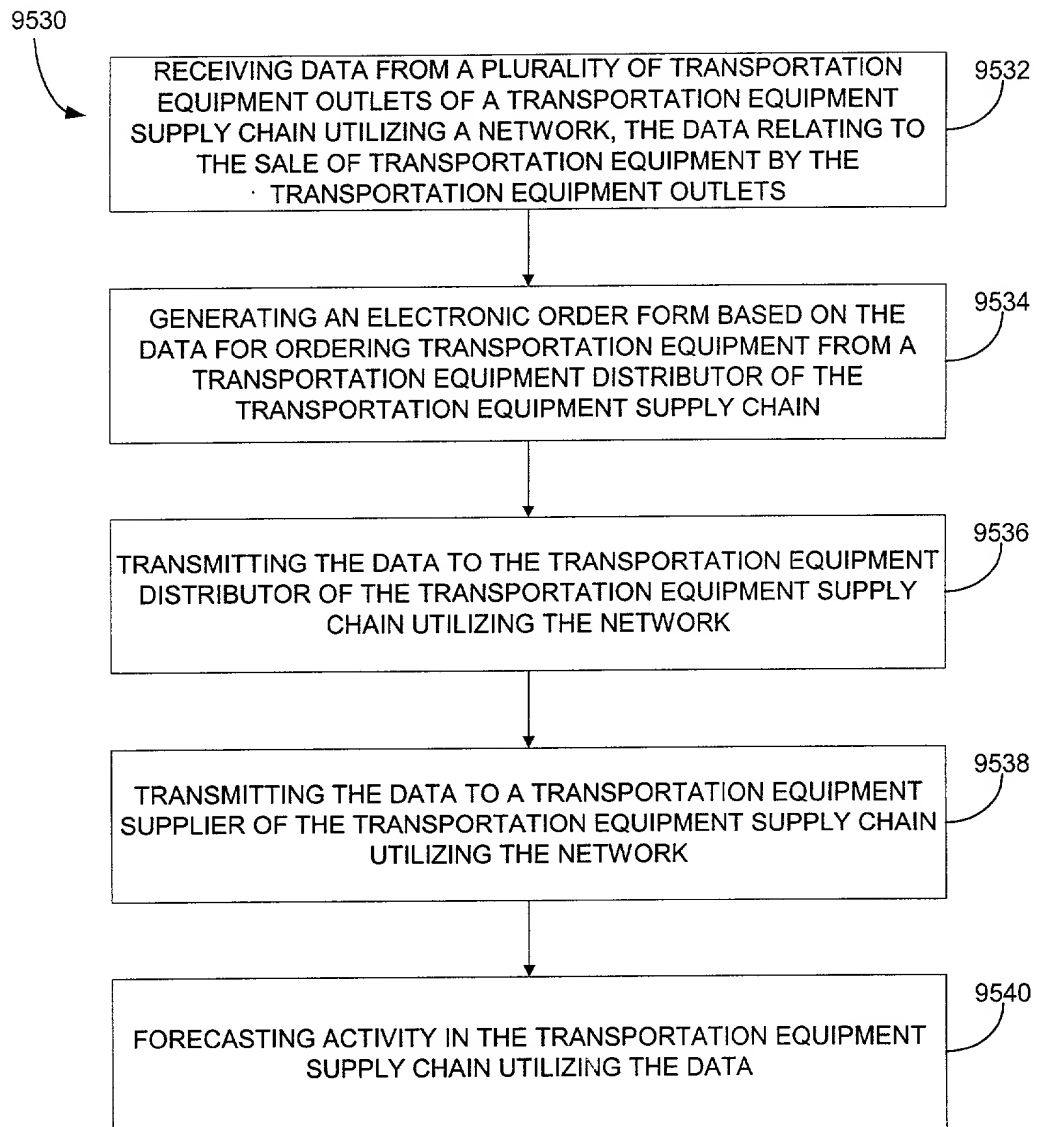 9530
RECEIVING DATA FROM A PLURALITY OF TRANSPORTATION
EQUIPMENT OUTLETS OF A TRANSPORTATION EQUIPMENT
SUPPLY CHAIN UTILIZING A NETWORK, THE DATA RELATING TO
THE SALE OF TRANSPORTATION EQUIPMENT BY THE
TRANSPORTATION EQUIPMENT OUTLETS
9532
GENERATING AN ELECTRONIC ORDER FORM BASED ON THE
DATA FOR ORDERING TRANSPORTATION EQUIPMENT FROM A
TRANSPORTATION EQUIPMENT DISTRIBUTOR OF THE
TRANSPORTATION EQUIPMENT SUPPLY CHAIN
9534
TRANSMITTING THE DATA TO THE TRANSPORTATION EQUIPMENT
DISTRIBUTOR OF THE TRANSPORTATION EQUIPMENT SUPPLY
CHAIN UTILIZING THE NETWORK
9536
TRANSMITTING THE DATA TO A TRANSPORTATION EQUIPMENT
SUPPLIER OF THE TRANSPORTATION EQUIPMENT SUPPLY CHAIN
UTILIZING THE NETWORK
9538
FORECASTING ACTIVITY IN THE TRANSPORTATION EQUIPMENT
SUPPLY CHAIN UTILIZING THE DATA
9540